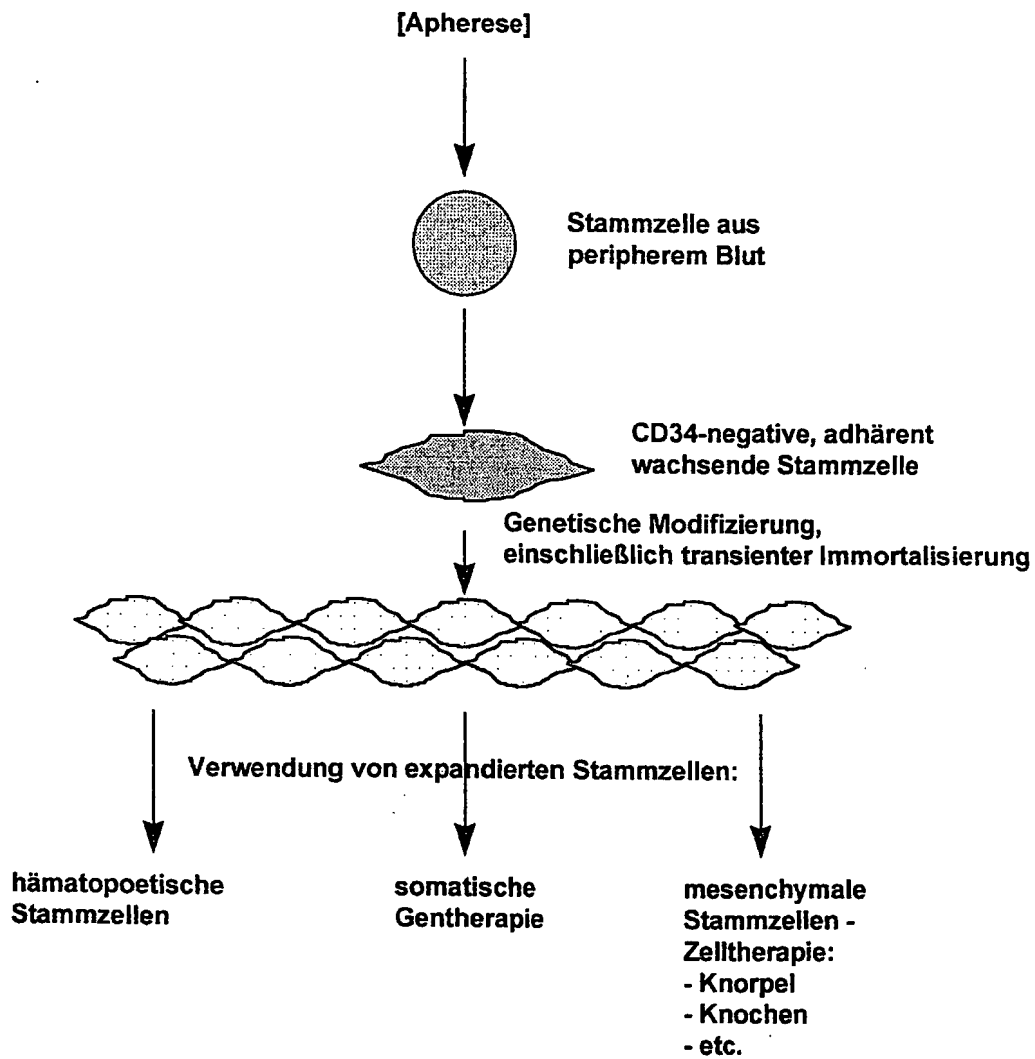 [Apherese]
Stammzelle aus
peripherem Blut
CD34-negative, adhärent
wachsende Stammzelle
Genetische Modifizierung,
einschließlich transienter Immortalisierung
Verwendung von expandierten Stammzellen:
hämatopoetische
Stammzellen
somatische
Gentherapie
mesenchymale
Stammzellen -
Zelltherapie:
- Knorpel
- Knochen
- etc.